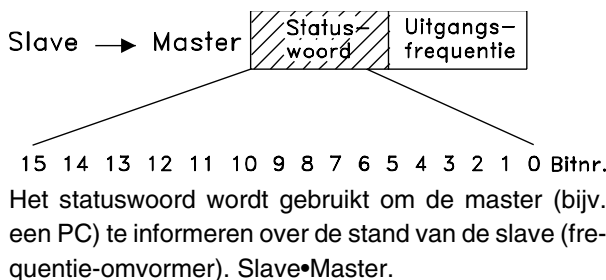 Slave → Master Status- Uitgangs-
woord frequentie
15 14 13 12 11 10 9 8 7 6 5 4 3 2 1 0 Bitnr.
Het statuswoord wordt gebruikt om de master (bijv.
een PC) te informeren over de stand van de slave (fre-
quentie-omvormer). Slave•Master.